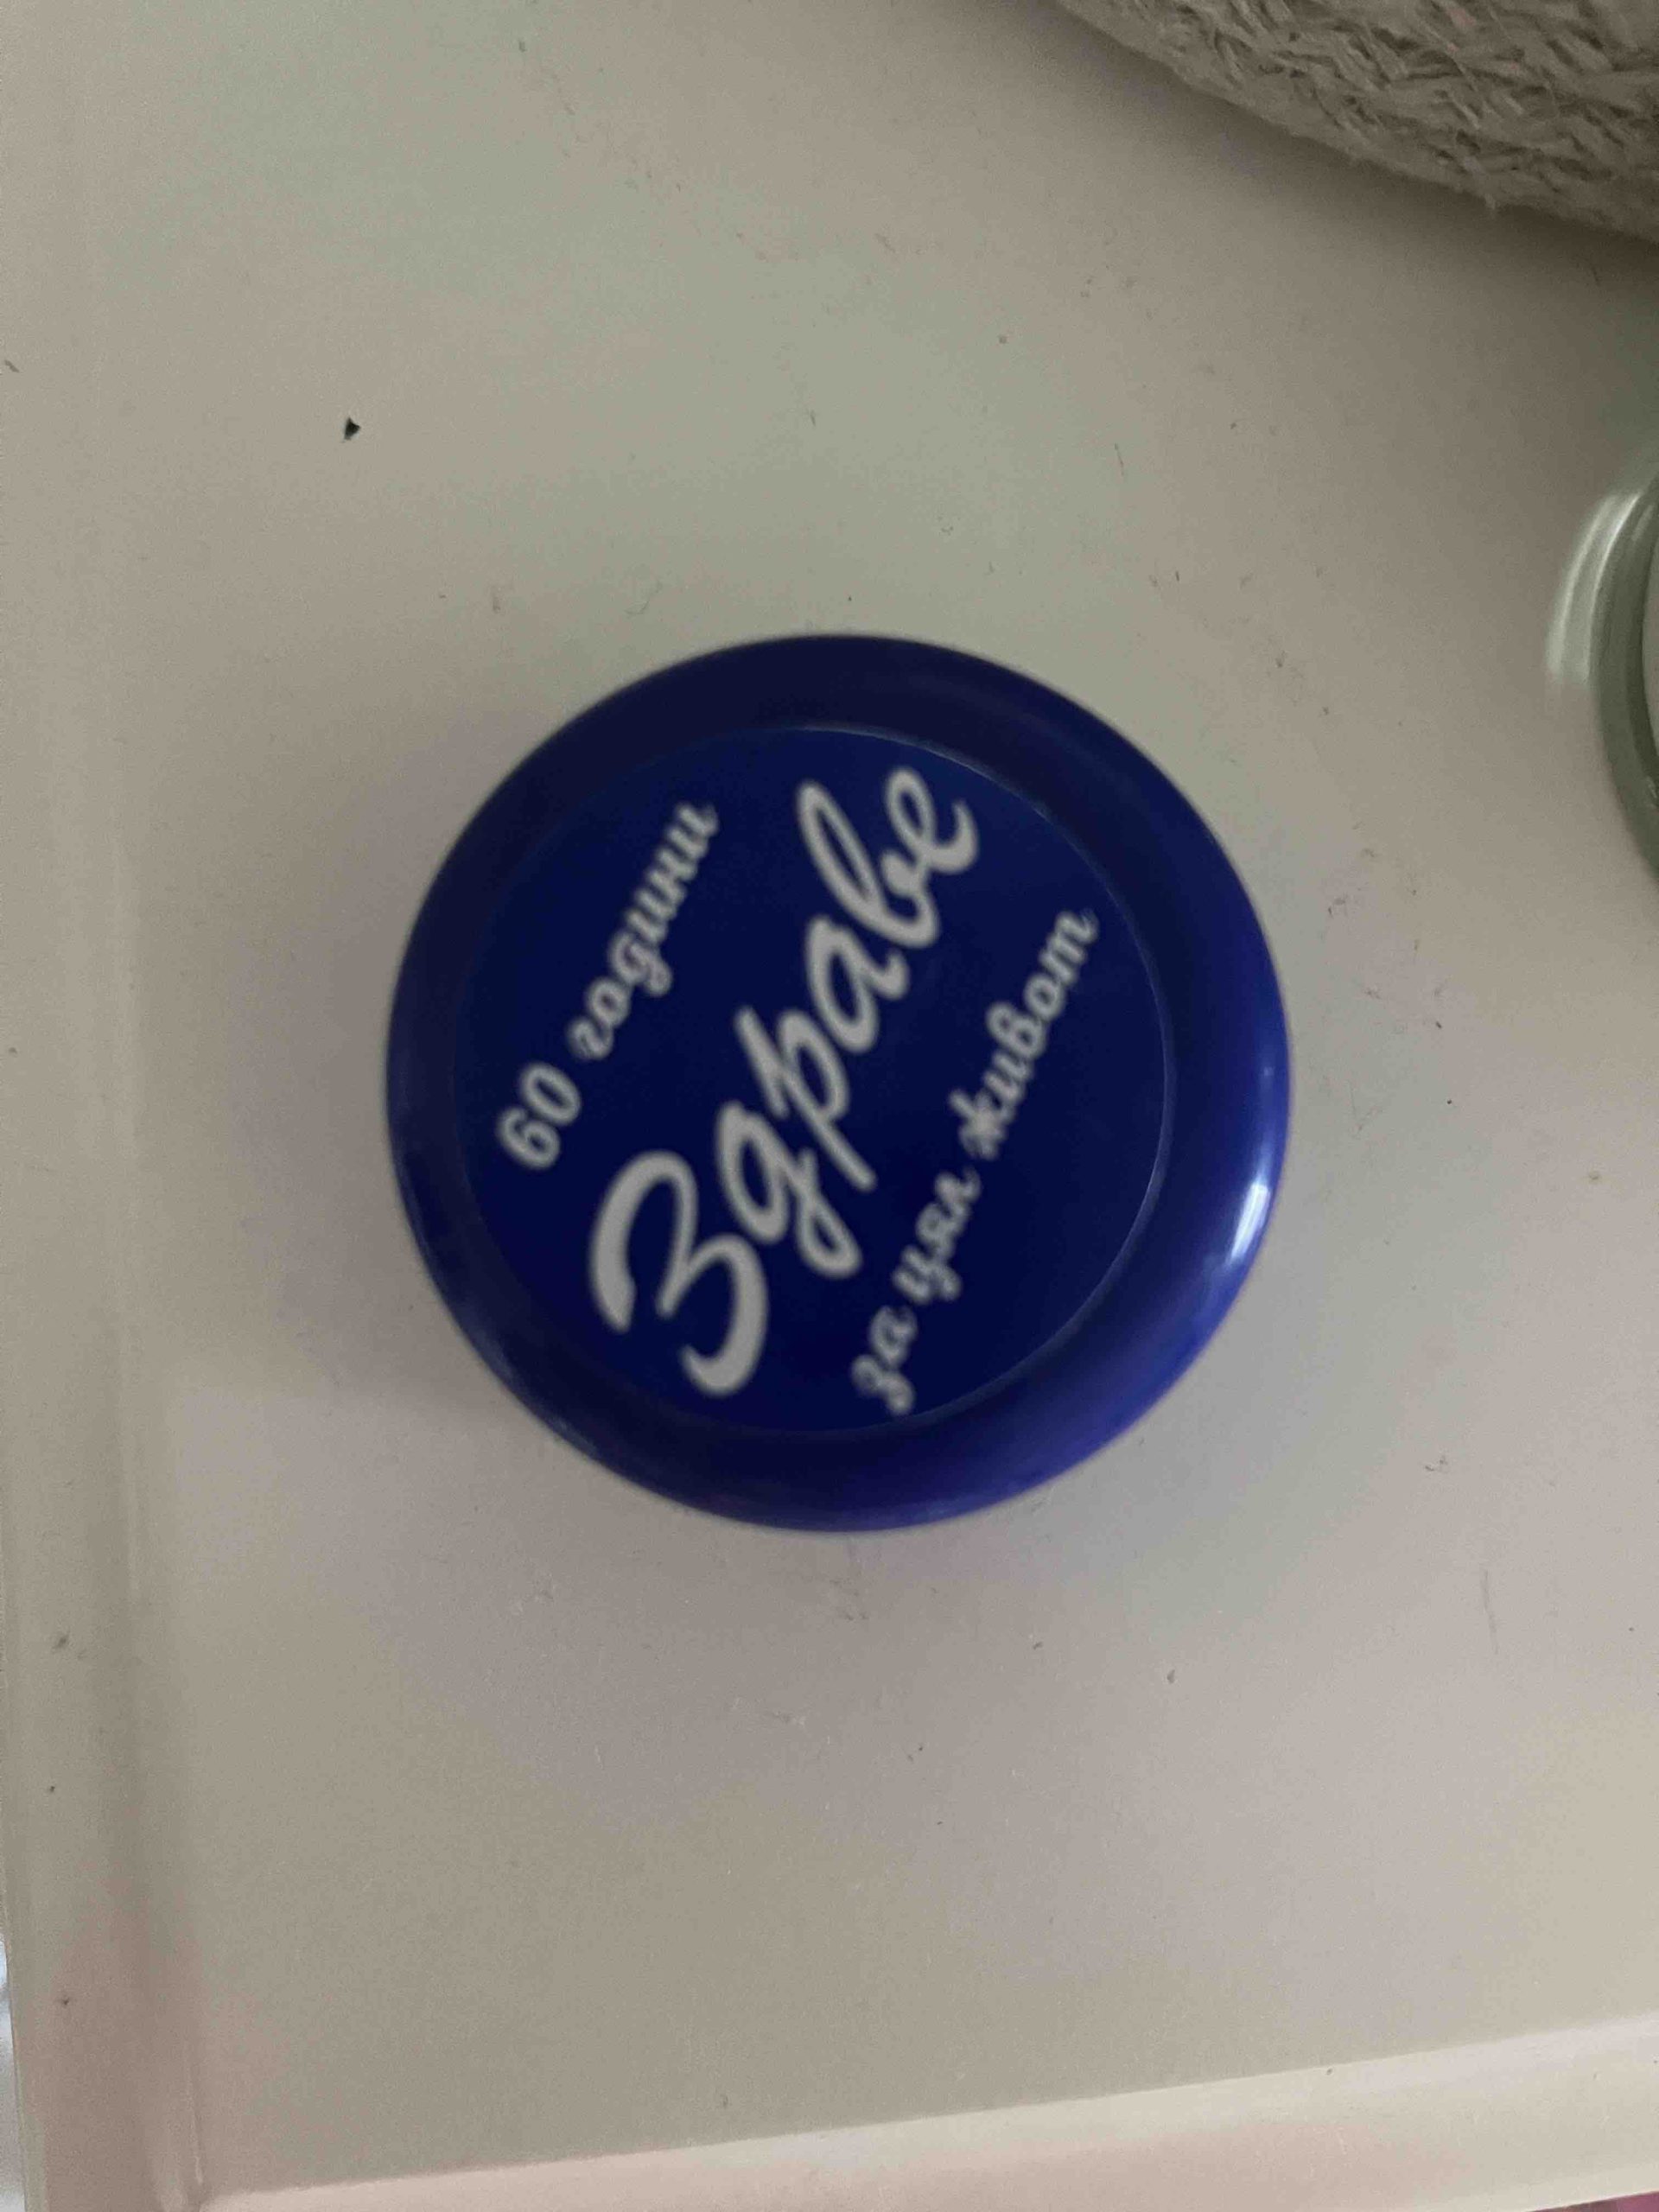 60 години
Здраве
за цял живот